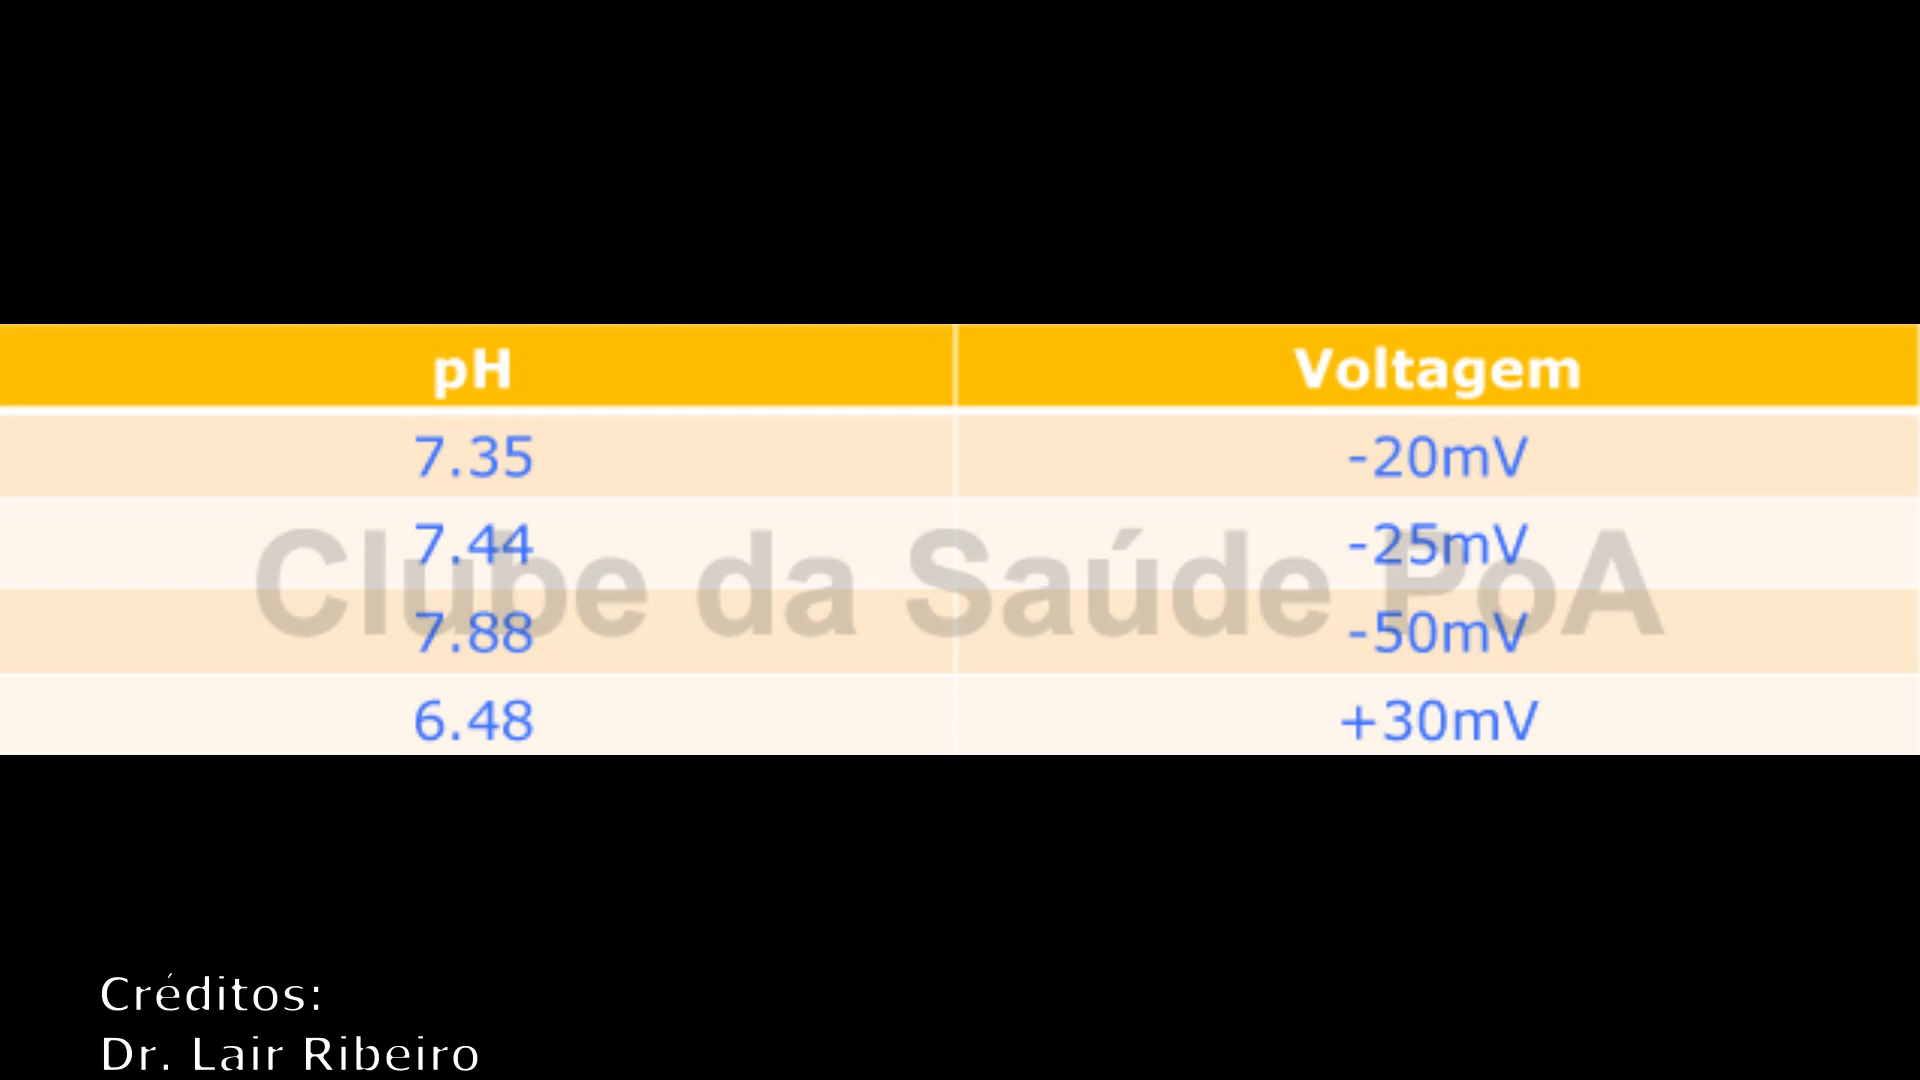 pH Voltagem
7.35 -20mV
7.44 -25mV
Clube da Saúde PoA
7.88 -50mV
6.48 +30mV
Créditos:
Dr. Lair Ribeiro